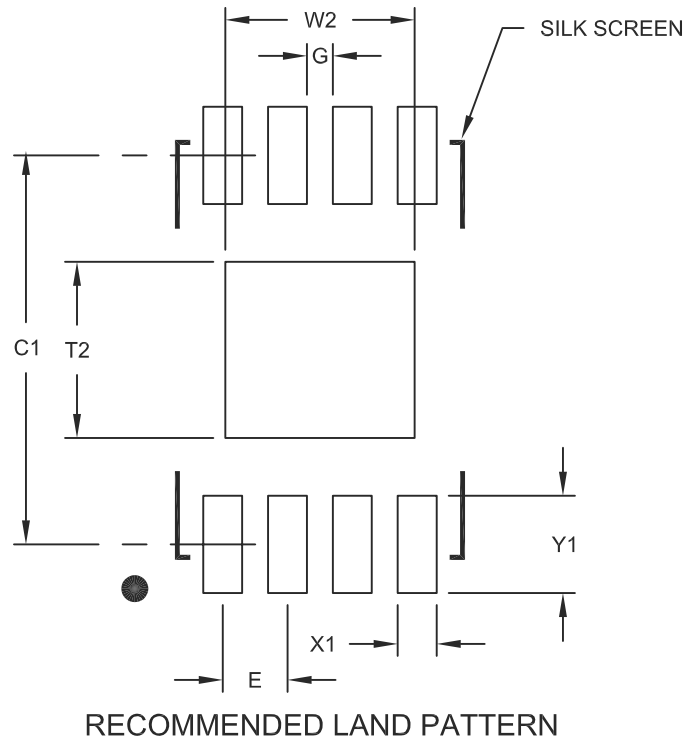 W2
SILK SCREEN
G
C1
T2
Y1
X1
E
RECOMMENDED LAND PATTERN